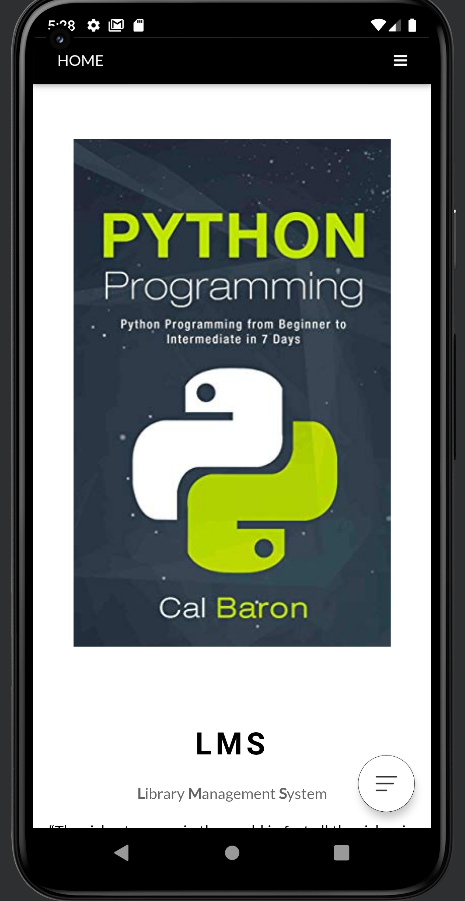 5:28
HOME
PYTHON
Programming
Python Programming from Beginner to
Intermediate in 7 Days
Cal Baron
LMS
Library Management System